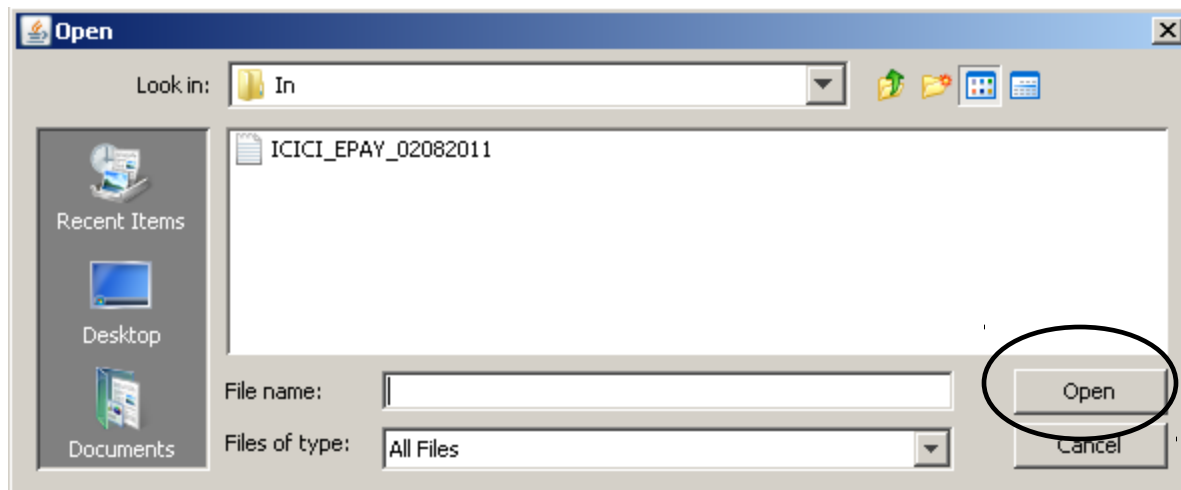 Open
Look in: In
ICICI_EPAY_02082011
Recent Items
Desktop
Documents
File name:
Open
Files of type: All Files
Cancel